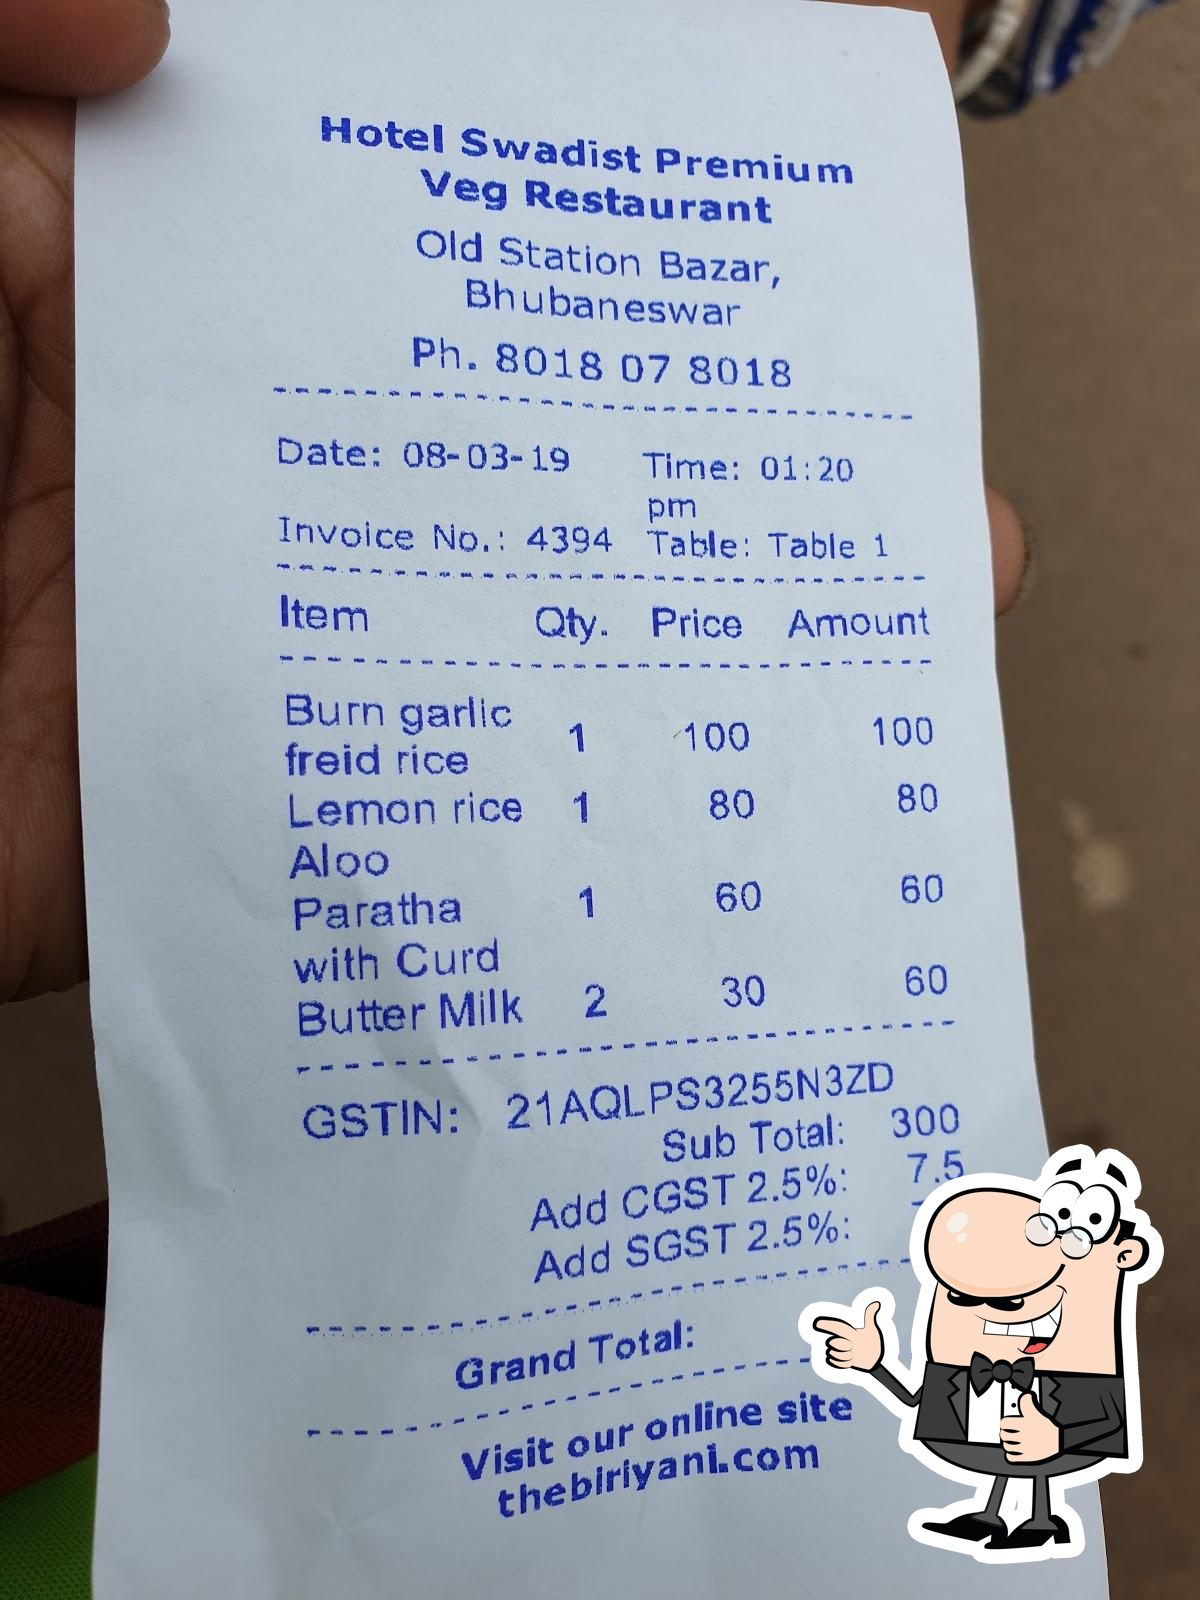 Hotel Swadist Premium
Veg Restaurant
Old Station Bazar,
Bhubaneswar
Ph. 8018 07 8018
Date: 08-03-19 Time: 01:20
pm
Invoice No.: 4394 Table: Table 1
Item Qty. Price Amount
Burn garlic
freid rice 1 100 100
Lemon rice 1 80 80
Aloo
Paratha 1 60 60
with Curd
Butter Milk 2 30 60
GSTIN: 21AQLPS3255N3ZD
Sub Total: 300
Add CGST 2.5%: 7.5
Add SGST 2.5%:
Grand Total:
Visit our online site
thebiriyani.com